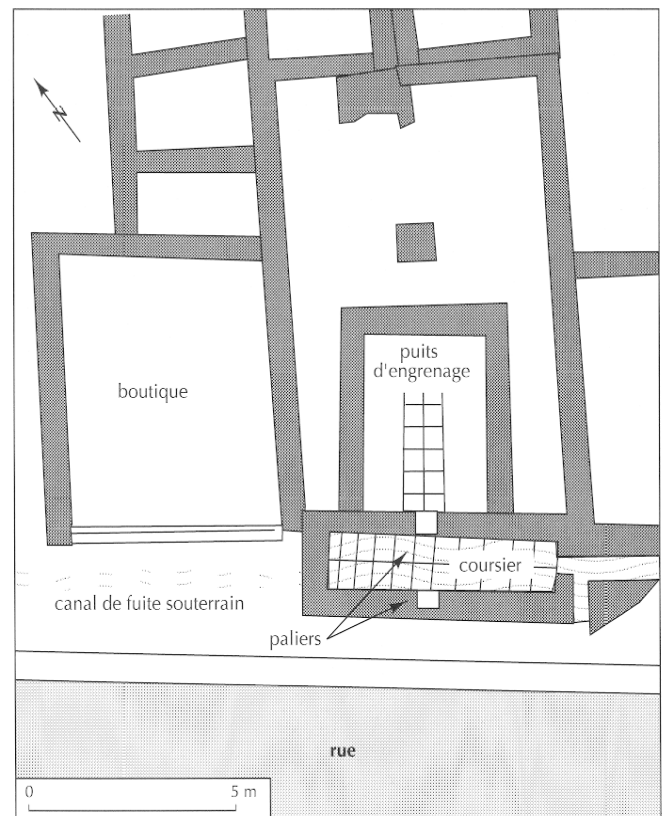 N
puits
d'engrenage
boutique
coursier
canal de fuite souterrain
paliers
rue
0 5 m